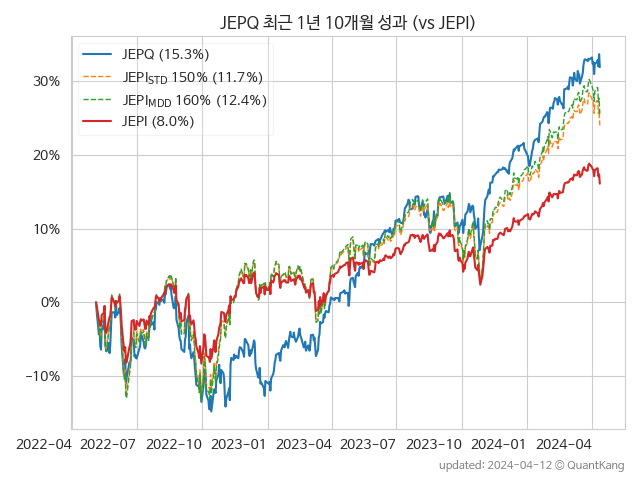 JEPQ 최근 1년 10개월 성과 (vs JEPI)
JEPQ (15.3%)
JEPI_STD 150% (11.7%)
JEPI_MDD 160% (12.4%)
JEPI (8.0%)
30%
20%
10%
0%
−10%
2022−04 2022−07 2022−10 2023−01 2023−04 2023−07 2023−10 2024−01 2024−04
updated: 2024−04−12 © QuantKang